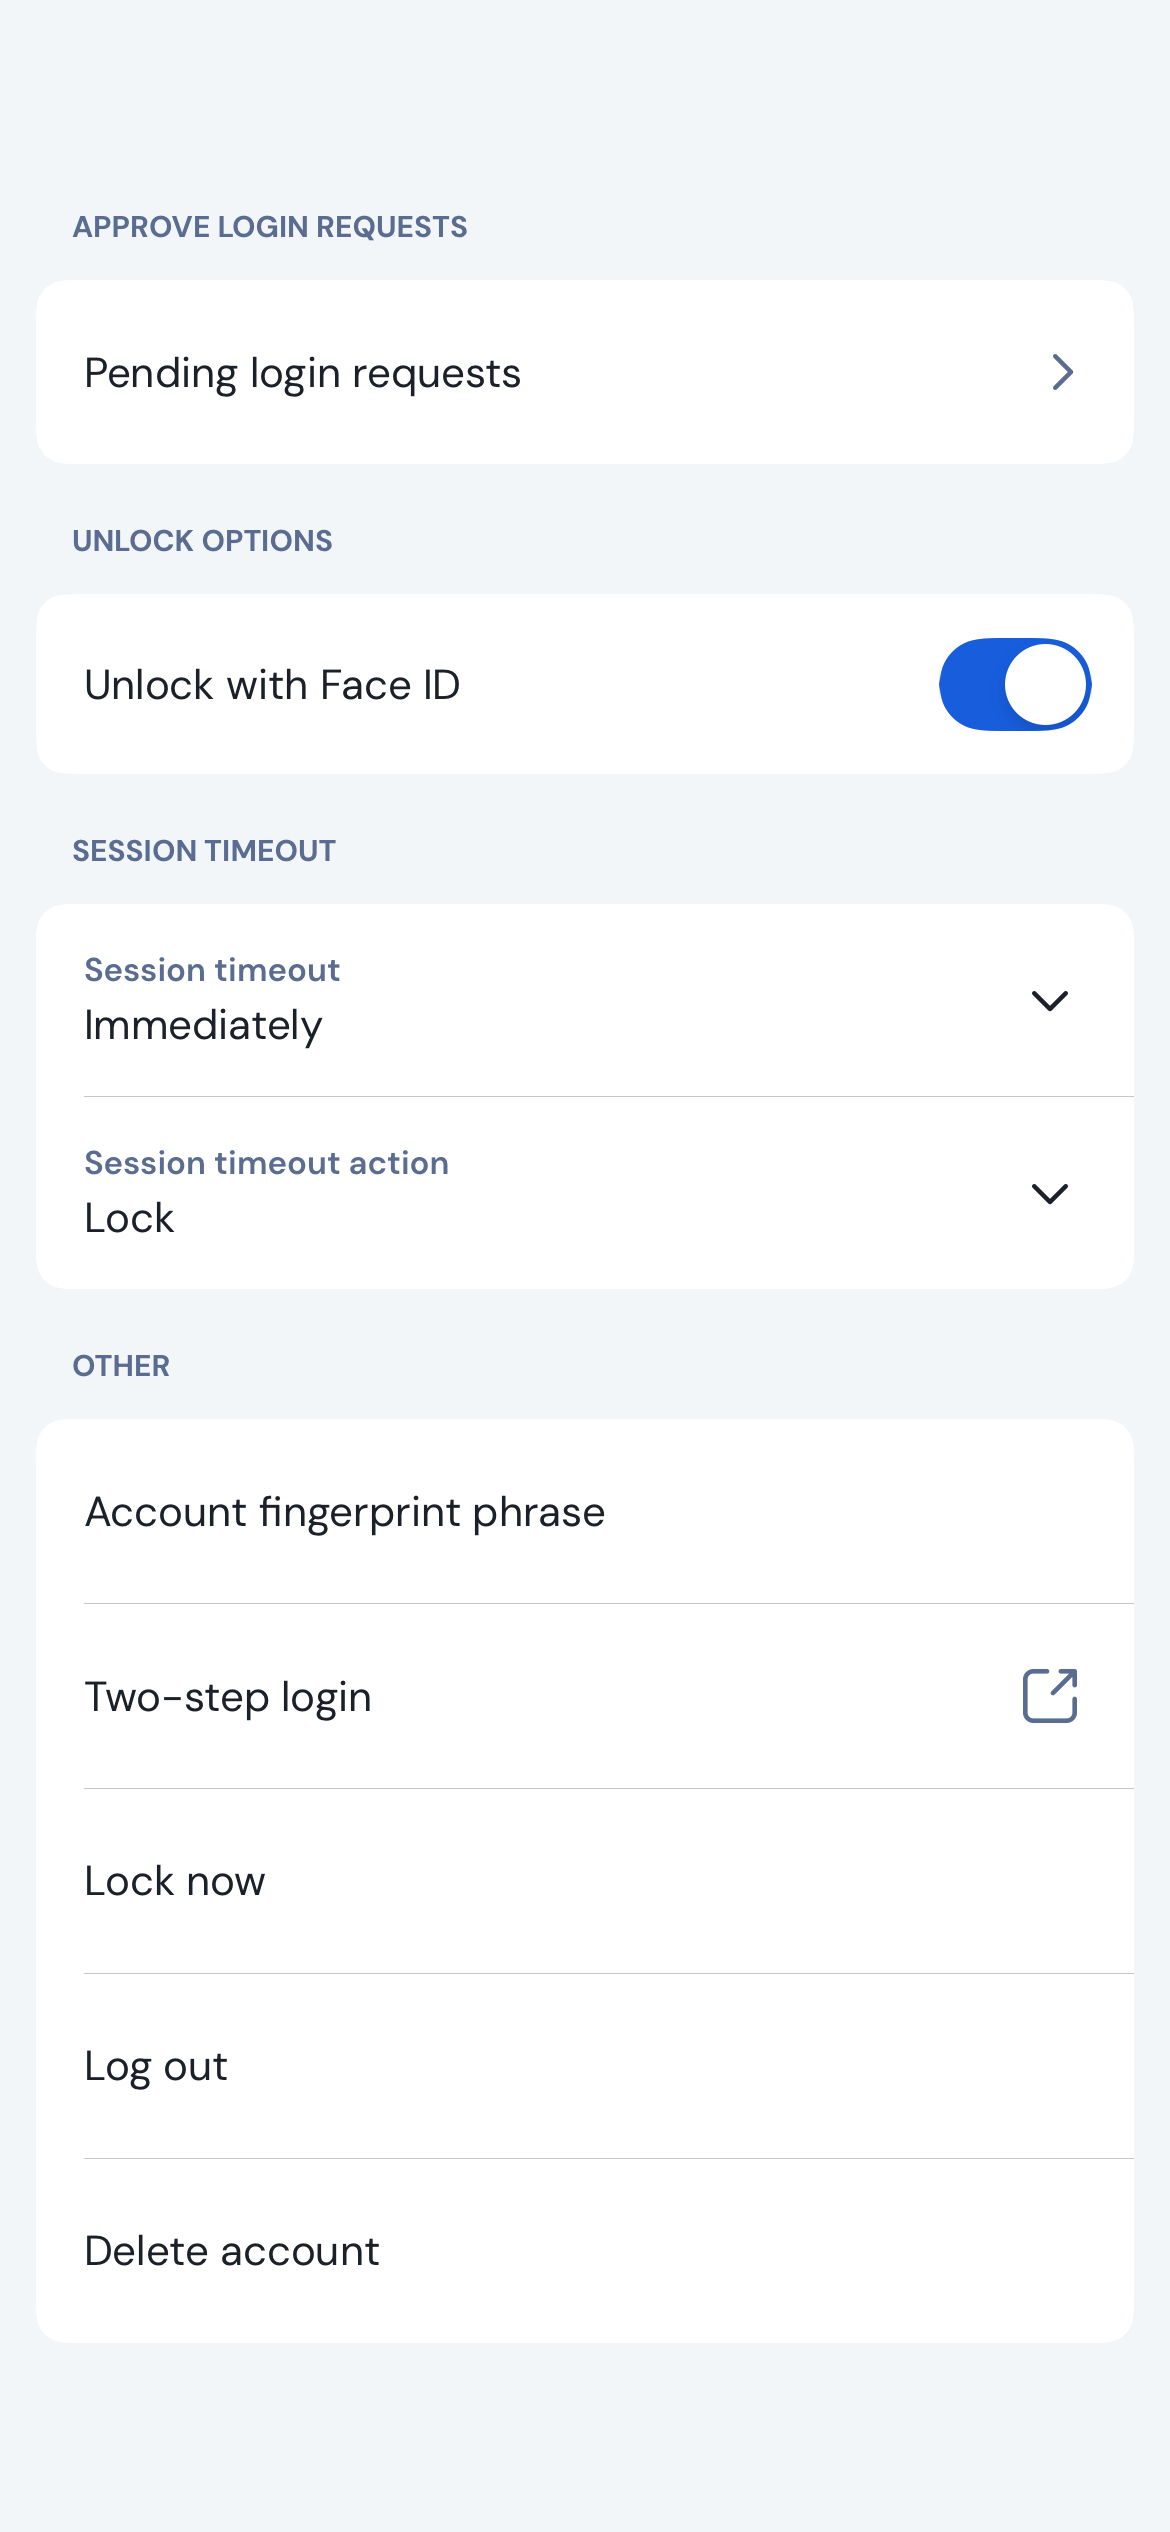 APPROVE LOGIN REQUESTS
Pending login requests
UNLOCK OPTIONS
Unlock with Face ID
SESSION TIMEOUT
Session timeout
Immediately
Session timeout action
Lock
OTHER
Account fingerprint phrase
Two-step login
Lock now
Log out
Delete account